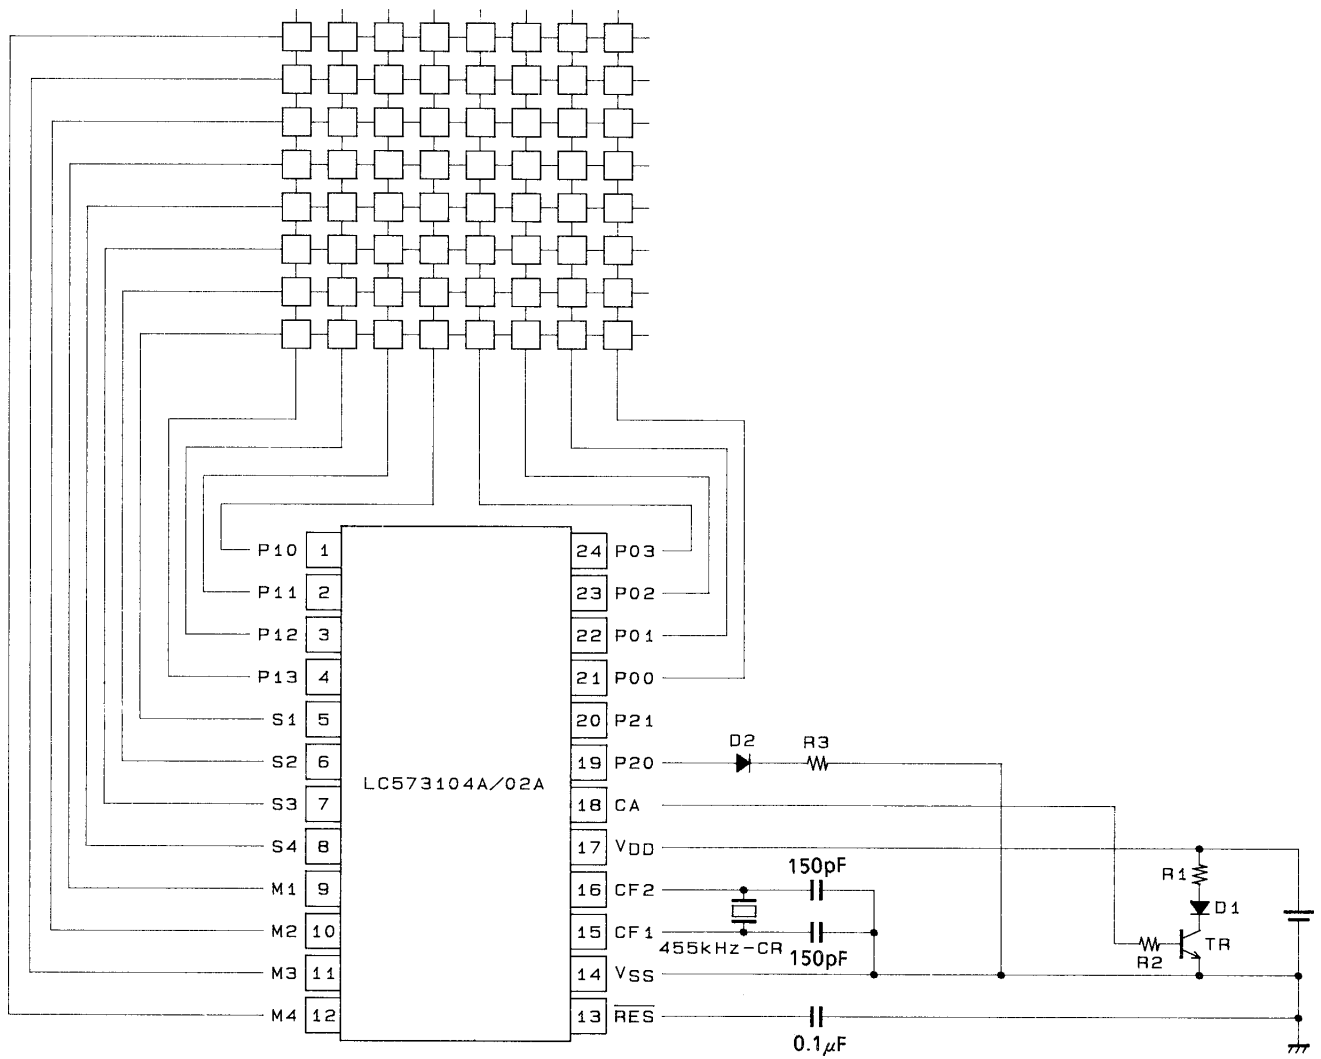 P10 1 24 P03
P11 2 23 P02
P12 3 22 P01
P13 4 21 P00
S1 5 20 P21
D2 R3
S2 6 19 P20
LC573104A/02A
S3 7 18 CA
S4 8 17 VDD
150pF
R1
M1 9 16 CF2
D1
M2 10 15 CF1
455kHz-CR
150pF
R2
TR
M3 11 14 VSS
M4 12 13 RES
0.1μF